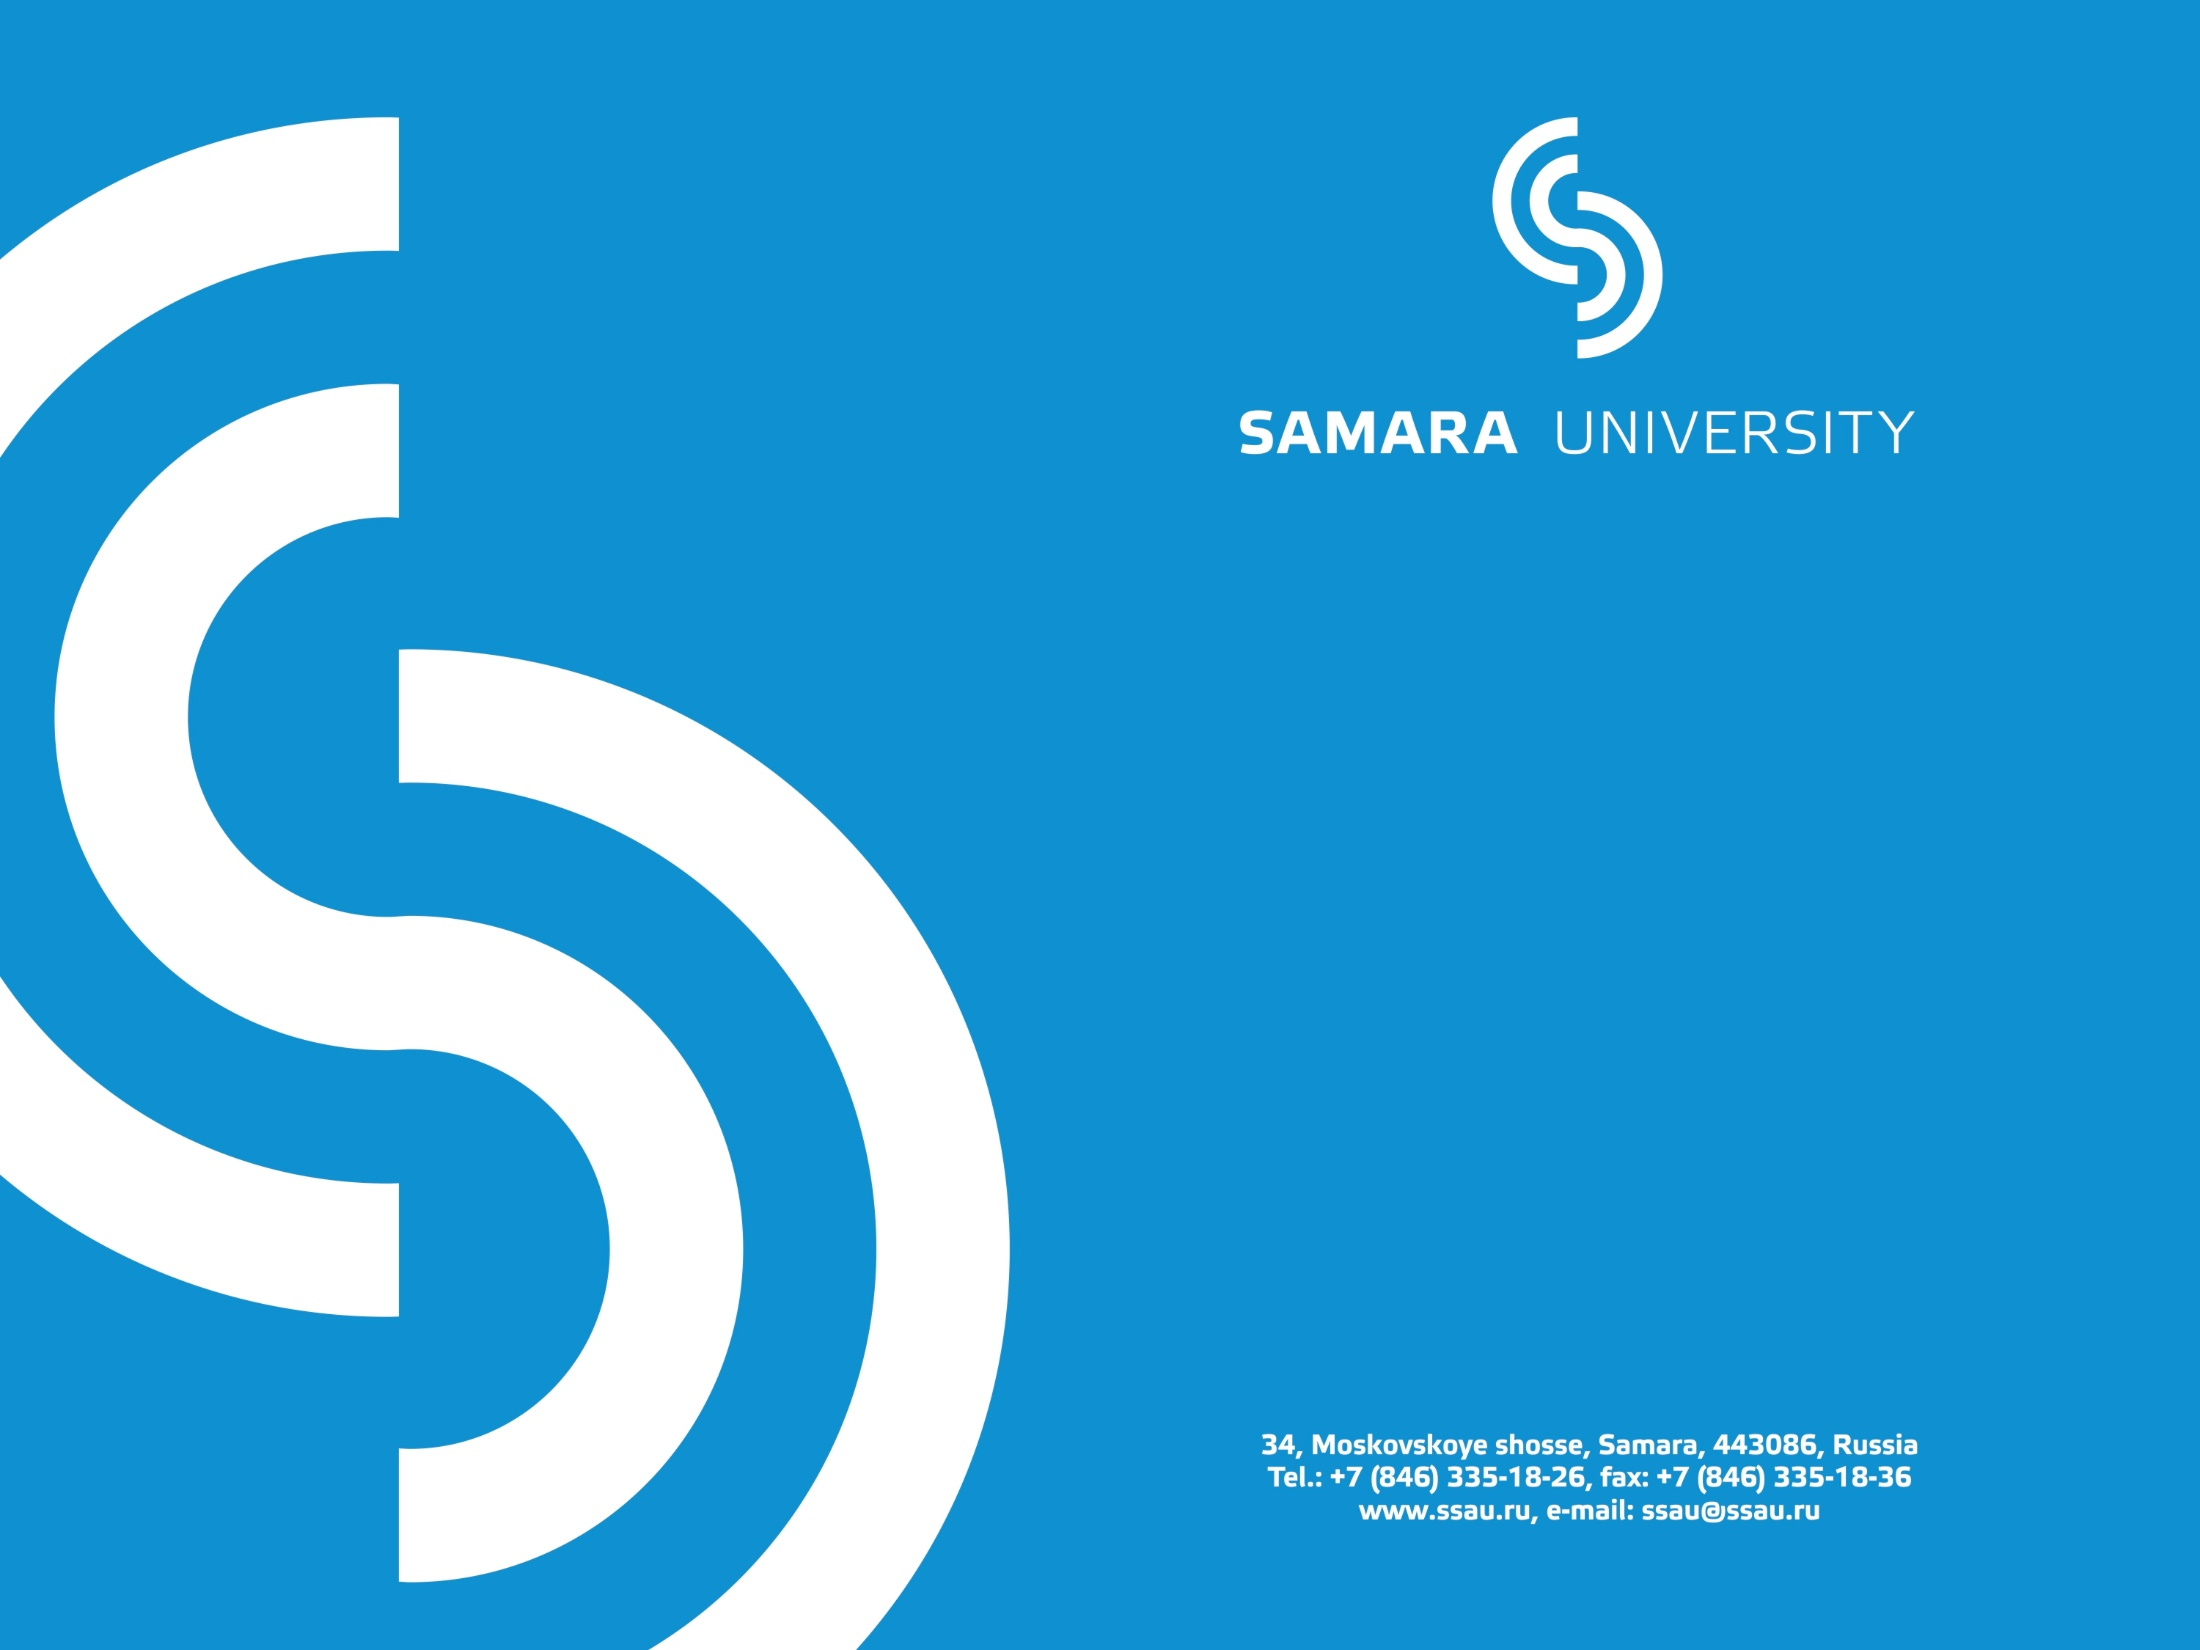 SAMARA UNIVERSITY
34, Moskovskoye shosse, Samara, 443086, Russia
Tel.: +7 (846) 335-18-26, fax: +7 (846) 335-18-36
www.ssau.ru, e-mail: ssau@ssau.ru